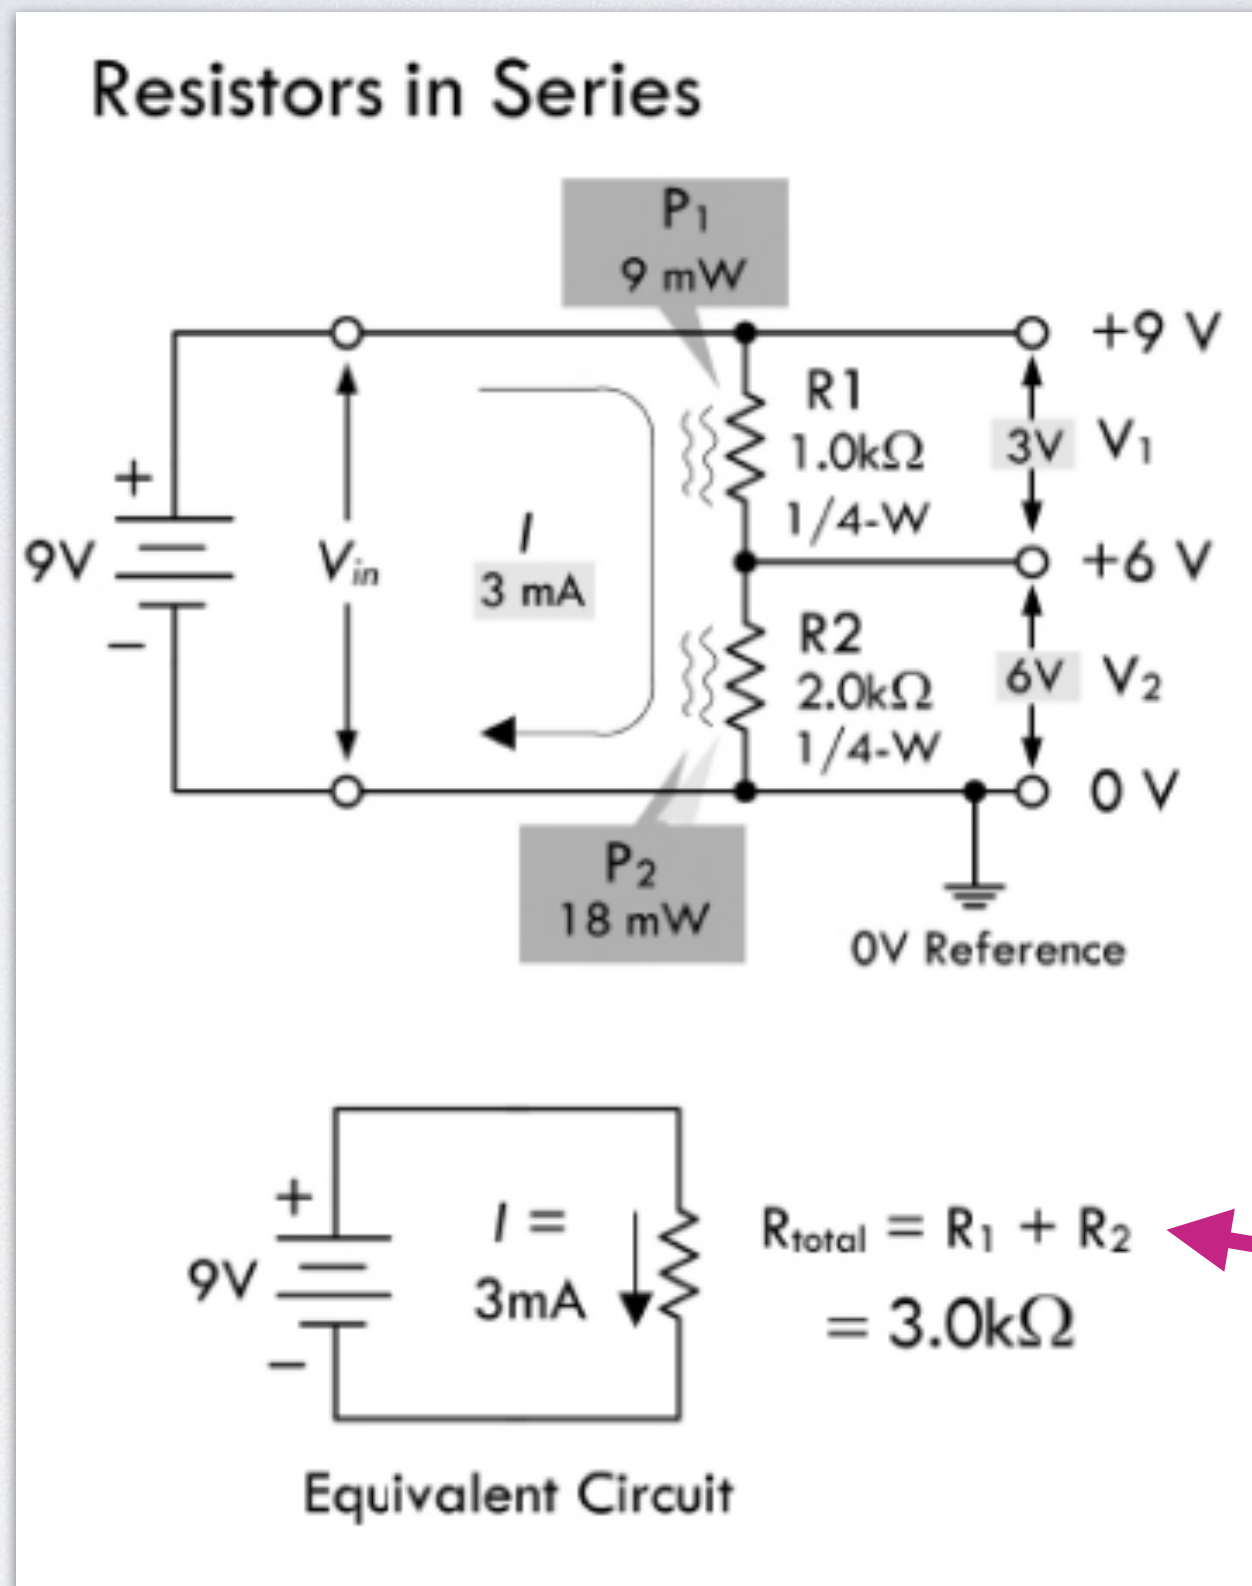 Resistors in Series
P₁
9 mW
+9 V
R1
1.0kΩ
1/4-W
3V V₁
+
9V
−
Vin
I
3 mA
+6 V
R2
2.0kΩ
1/4-W
6V V₂
0 V
P₂
18 mW
0V Reference
+
9V
−
I =
3mA
Rtotal = R₁ + R₂
= 3.0kΩ
Equivalent Circuit